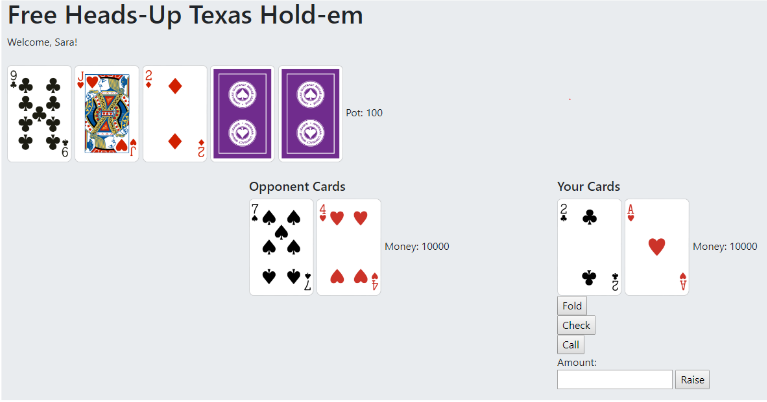 Free Heads-Up Texas Hold-em
Welcome, Sara!
9 J 2
Pot: 100
9 J 2
Opponent Cards
Your Cards
7 4 2 A
Money: 10000
Money: 10000
7 4 2 A
Fold
Check
Call
Amount:
Raise